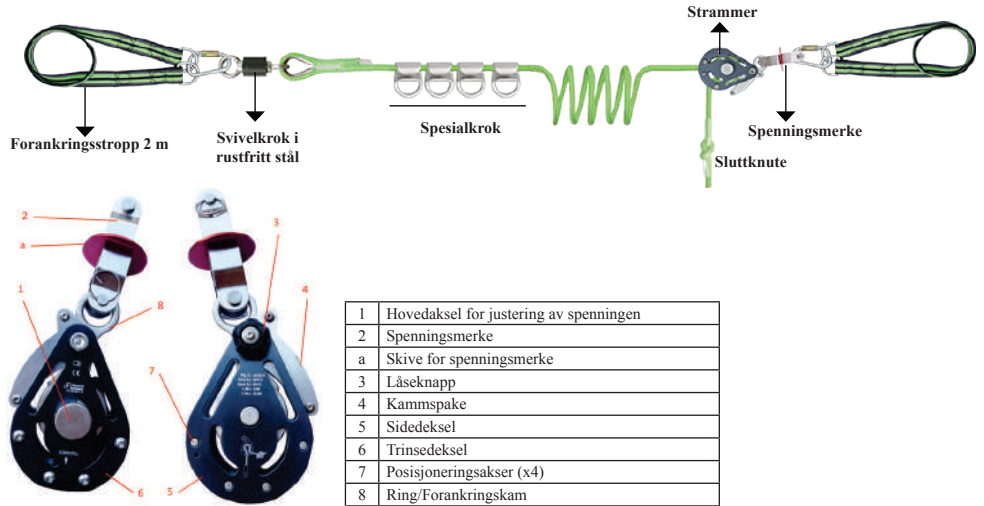 Strammer
Forankringsstropp 2 m
Svivelkrok i
rustfritt stål
Spesialkrok
Spenningsmerke
Sluttknute
2
a
1
8
3
4
7
5
6
1 Hovedaksel for justering av spenningen
2 Spenningsmerke
a Skive for spenningsmerke
3 Låseknapp
4 Kammspake
5 Sidedeksel
6 Trinsedeksel
7 Posisjoneringsakser (x4)
8 Ring/Forankringskam